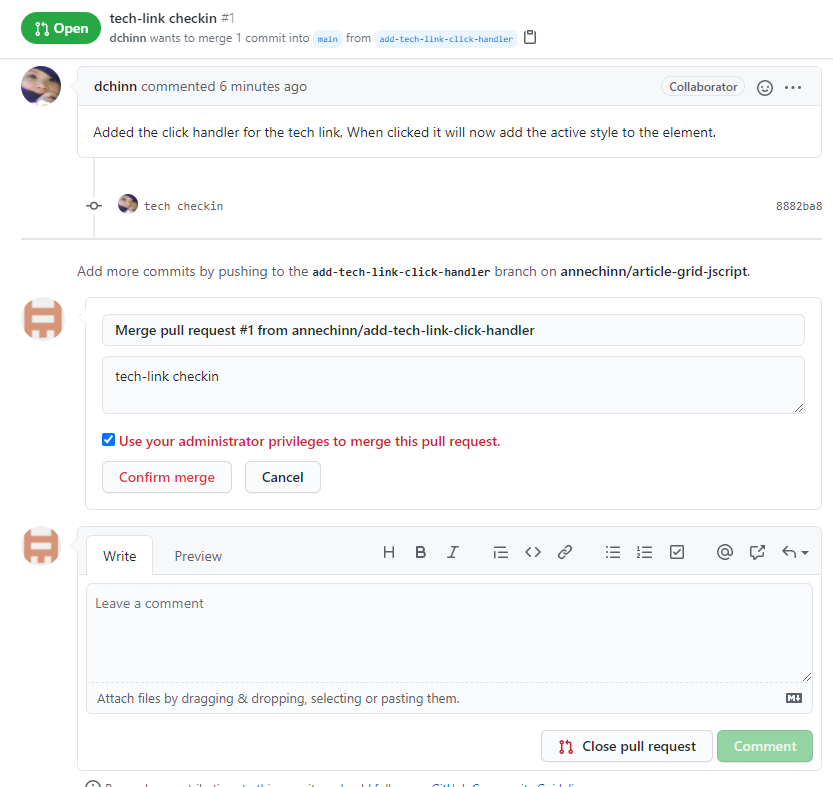 Open
tech-link checkin #1
dchinn wants to merge 1 commit into main from add-tech-link-click-handler
dchinn commented 6 minutes ago
Collaborator
Added the click handler for the tech link, When clicked it will now add the active style to the element.
tech checkin
8882ba8
Add more commits by pushing to the add-tech-link-click-handler branch on annechinn/article-grid-jscript.
Merge pull request #1 from annechinn/add-tech-link-click-handler
tech-link checkin
Use your administrator privileges to merge this pull request.
Confirm merge Cancel
Write Preview H B I
Leave a comment
Attach files by dragging & dropping, selecting or pasting them.
Close pull request Comment